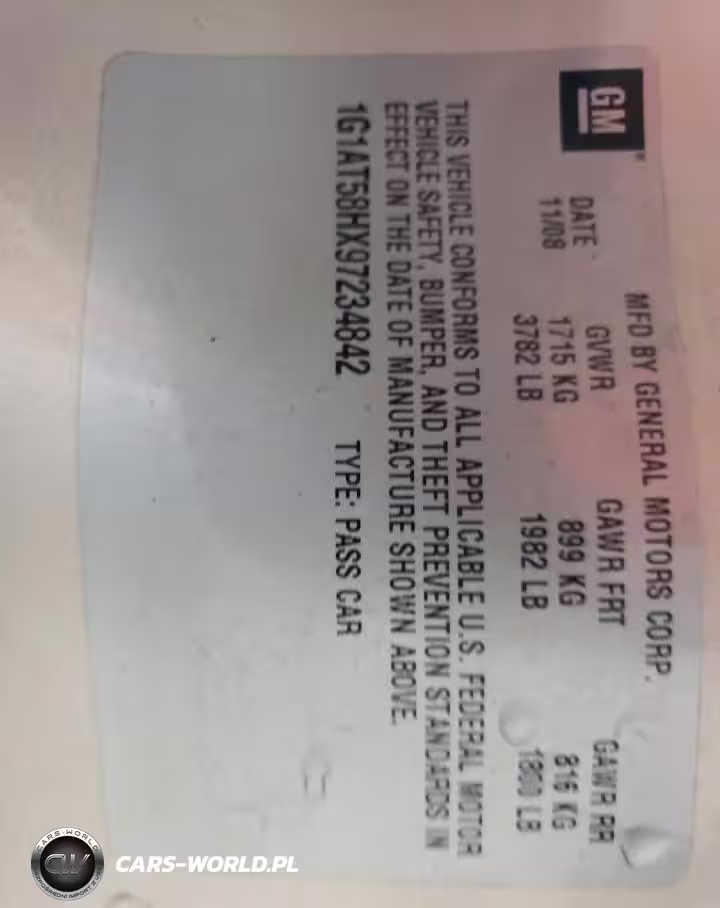 GM
MFD BY GENERAL MOTORS CORP.
DATE GVWR GAWR FRT GAWR RR
11/08 1715 KG 899 KG 816 KG
3782 LB 1982 LB 1800 LB
THIS VEHICLE CONFORMS TO ALL APPLICABLE U.S. FEDERAL MOTOR
VEHICLE SAFETY, BUMPER, AND THEFT PREVENTION STANDARDS IN
EFFECT ON THE DATE OF MANUFACTURE SHOWN ABOVE.
1G1AT58HX97234842 TYPE: PASS CAR
CARS-WORLD
CW
CARS-WORLD.PL